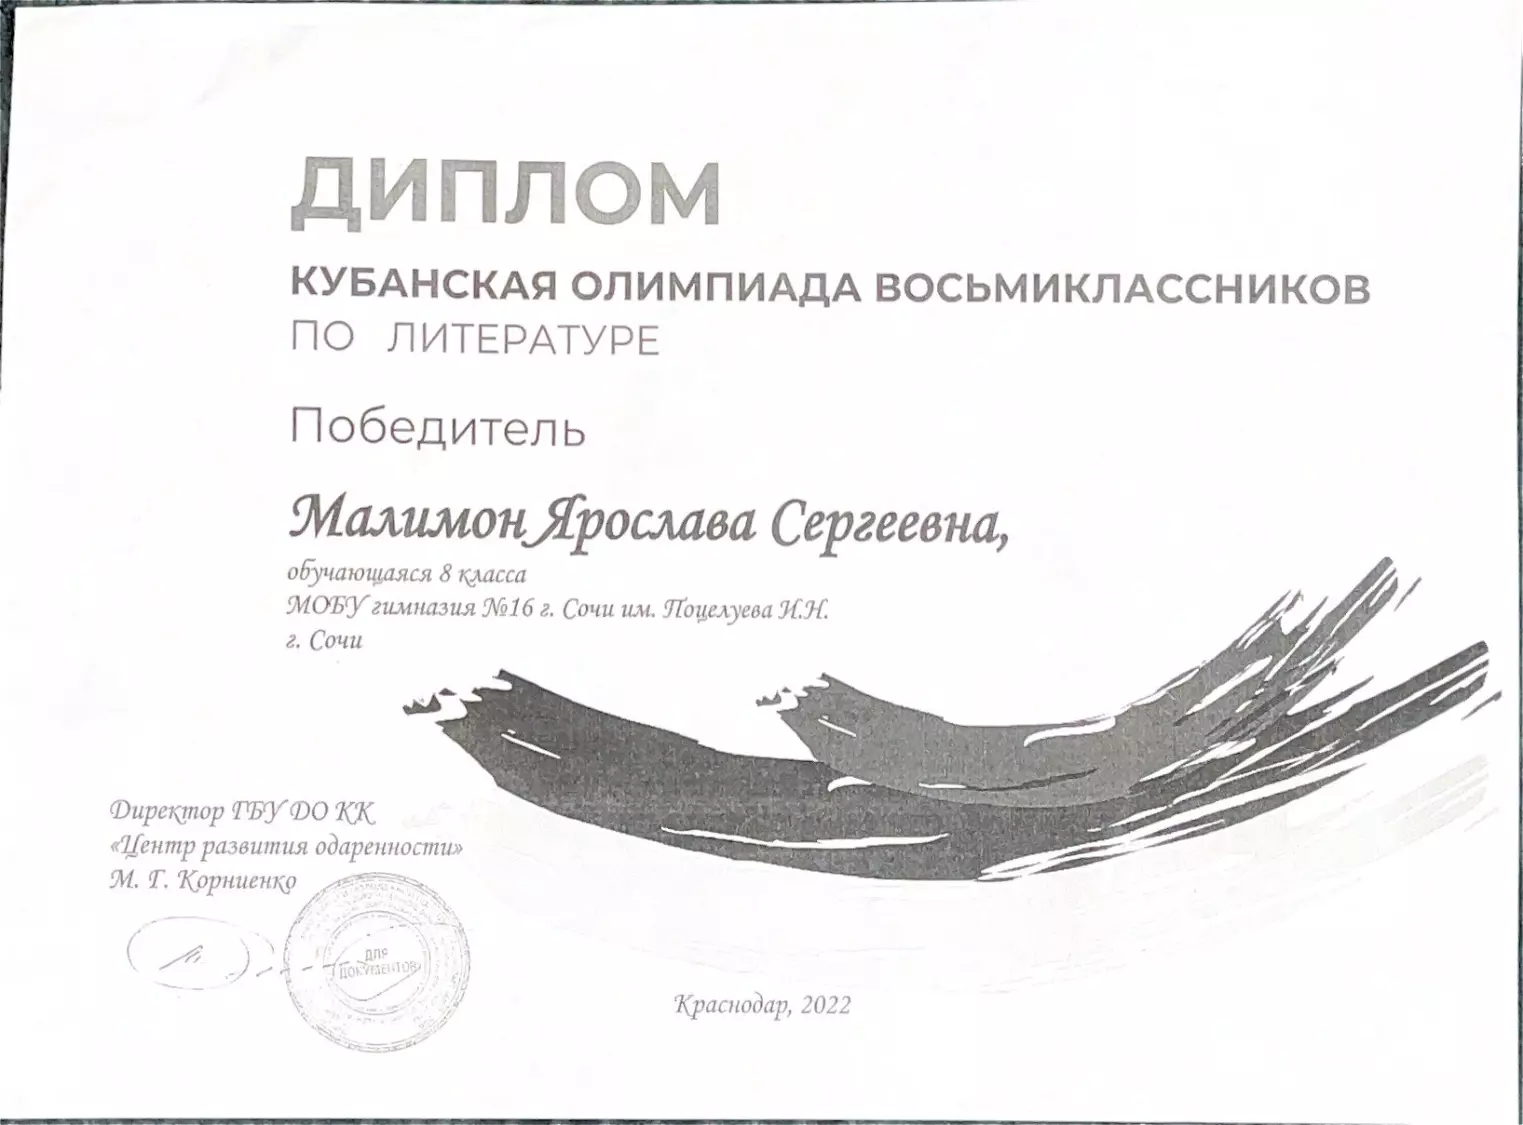 ДИПЛОМ
КУБАНСКАЯ ОЛИМПИАДА ВОСЬМИКЛАССНИКОВ
ПО ЛИТЕРАТУРЕ
Победитель
Малимон Ярослава Сергеевна,
обучающаяся 8 класса
МОБУ гимназия №16 г. Сочи им. Поцелуева И.Н.
г. Сочи
Директор ГБУ ДО КК
«Центр развития одаренности»
М. Г. Корниенко
ДЛЯ
ДОКУМЕНТОВ
Краснодар, 2022